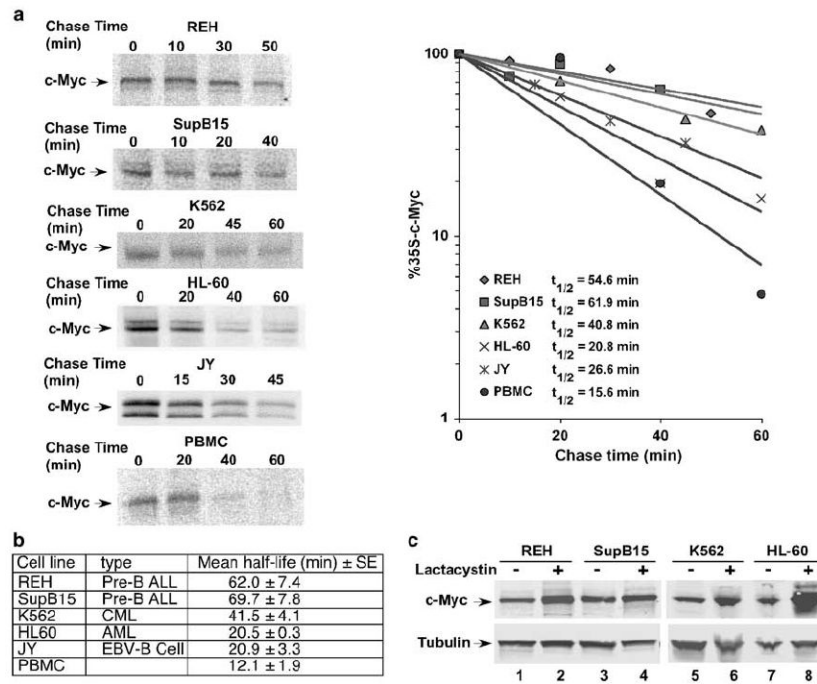 a
REH
Chase Time
(min) 0 10 30 50
c-Myc
SupB15
Chase Time
(min) 0 10 20 40
c-Myc
K562
Chase Time
(min) 0 20 45 60
c-Myc
HL-60
Chase Time
(min) 0 20 40 60
c-Myc
JY
Chase Time
(min) 0 15 30 45
c-Myc
PBMC
Chase Time
(min) 0 20 40 60
c-Myc
100
10
1
%35S-c-Myc
0 20 40 60
Chase time (min)
REH t1/2 = 54.6 min
SupB15 t1/2 = 61.9 min
K562 t1/2 = 40.8 min
HL-60 t1/2 = 20.8 min
JY t1/2 = 26.6 min
PBMC t1/2 = 15.6 min
b
Cell line type Mean half-life (min) ± SE
REH Pre-B ALL 62.0 ± 7.4
SupB15 Pre-B ALL 69.7 ± 7.8
K562 CML 41.5 ± 4.1
HL60 AML 20.5 ± 0.3
JY EBV-B Cell 20.9 ± 3.3
PBMC 12.1 ± 1.9
c
REH SupB15 K562 HL-60
Lactacystin - + - + - + - +
c-Myc
Tubulin
1 2 3 4 5 6 7 8